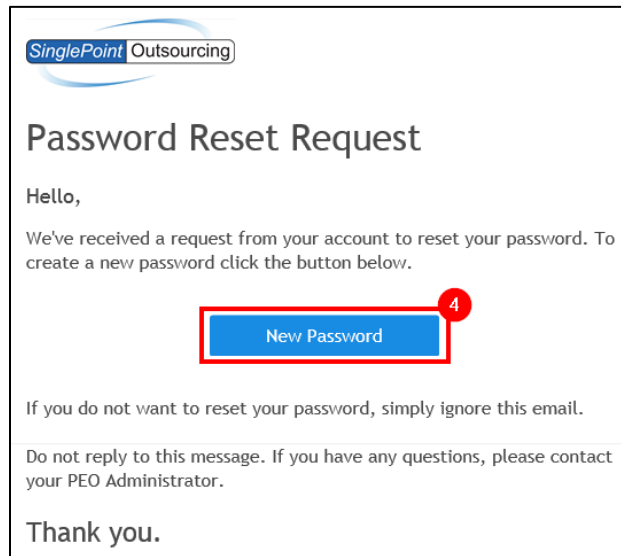 SinglePoint Outsourcing
Password Reset Request
Hello,
We've received a request from your account to reset your password. To
create a new password click the button below.
4
New Password
If you do not want to reset your password, simply ignore this email.
Do not reply to this message. If you have any questions, please contact
your PEO Administrator.
Thank you.